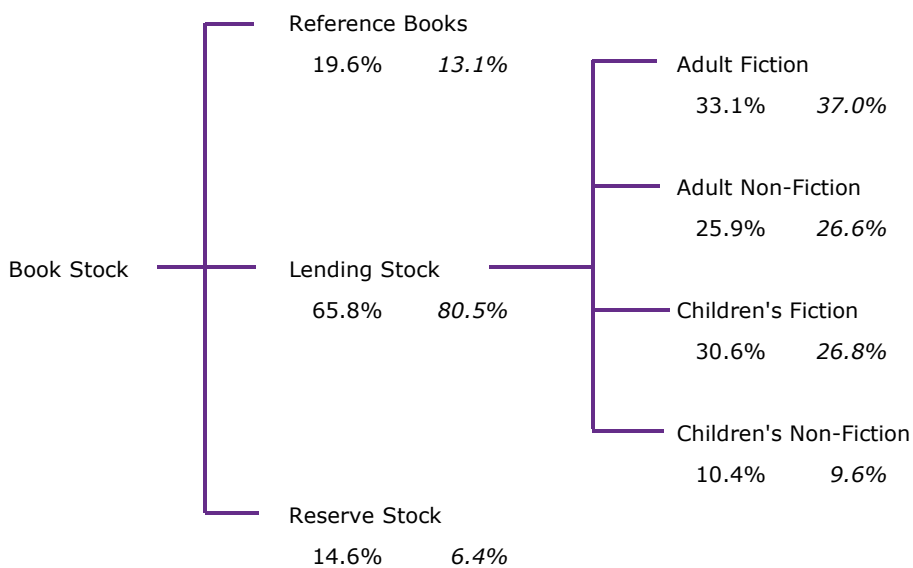 Reference Books
19.6% 13.1%
Adult Fiction
33.1% 37.0%
Adult Non-Fiction
25.9% 26.6%
Book Stock
Lending Stock
65.8% 80.5%
Children's Fiction
30.6% 26.8%
Children's Non-Fiction
10.4% 9.6%
Reserve Stock
14.6% 6.4%